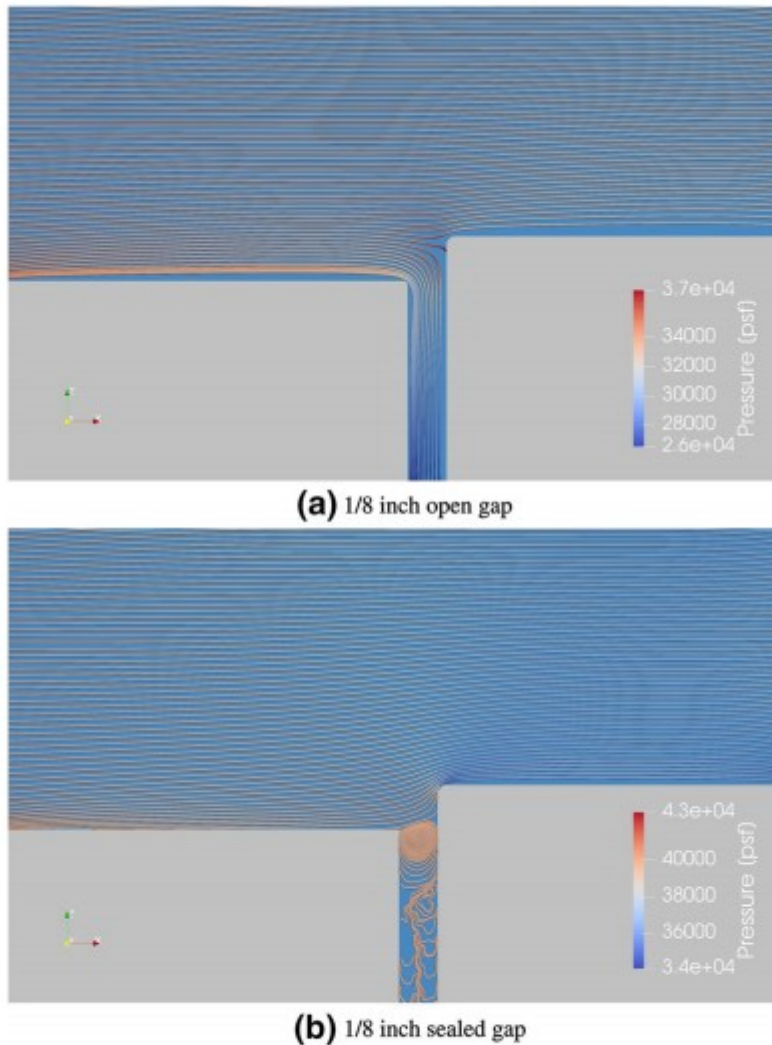 3.7e+04
34000
32000
30000
28000
2.6e+04
Pressure (psf)
(a) 1/8 inch open gap
4.3e+04
40000
38000
36000
3.4e+04
Pressure (psf)
(b) 1/8 inch sealed gap